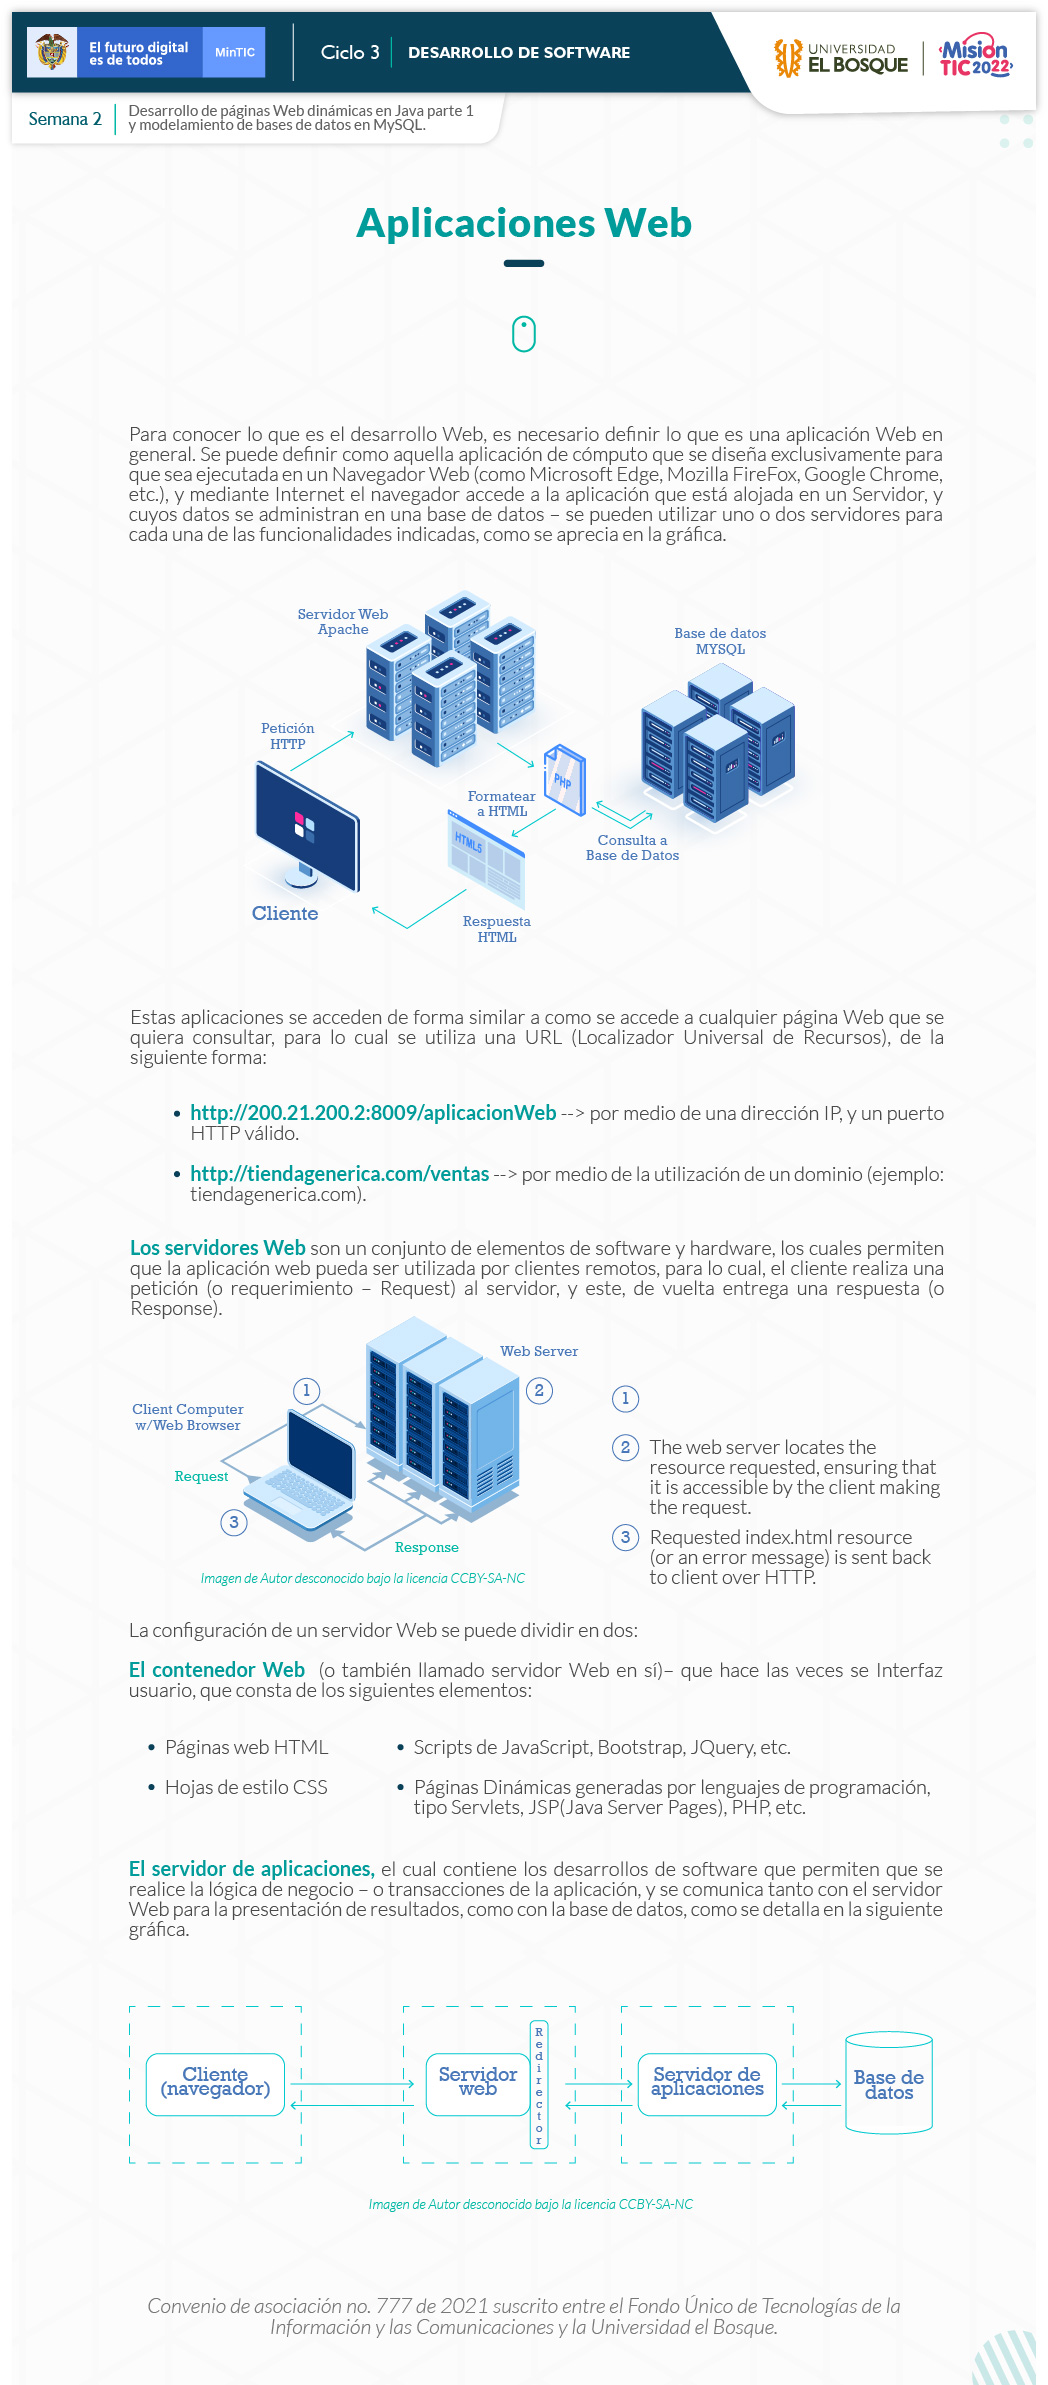 El futuro digital
es de todos
MinTIC
Ciclo 3
DESARROLLO DE SOFTWARE
UNIVERSIDAD
EL BOSQUE
Misión
TIC 2022
Semana 2
Desarrollo de páginas Web dinámicas en Java parte 1
y modelamiento de bases de datos en MySQL.
Aplicaciones Web
Para conocer lo que es el desarrollo Web, es necesario definir lo que es una aplicación Web en
general. Se puede definir como aquella aplicación de cómputo que se diseña exclusivamente para
que sea ejecutada en un Navegador Web (como Microsoft Edge, Mozilla FireFox, Google Chrome,
etc.), y mediante Internet el navegador accede a la aplicación que está alojada en un Servidor, y
cuyos datos se administran en una base de datos – se pueden utilizar uno o dos servidores para
cada una de las funcionalidades indicadas, como se aprecia en la gráfica.
Servidor Web
Apache
Base de datos
MYSQL
Petición
HTTP
PHP
Formatear
a HTML
HTML5
Consulta a
Base de Datos
Cliente
Respuesta
HTML
Estas aplicaciones se acceden de forma similar a como se accede a cualquier página Web que se
quiera consultar, para lo cual se utiliza una URL (Localizador Universal de Recursos), de la
siguiente forma:
• http://200.21.200.2:8009/aplicacionWeb --> por medio de una dirección IP, y un puerto
HTTP válido.
• http://tiendagenerica.com/ventas --> por medio de la utilización de un dominio (ejemplo:
tiendagenerica.com).
Los servidores Web son un conjunto de elementos de software y hardware, los cuales permiten
que la aplicación web pueda ser utilizada por clientes remotos, para lo cual, el cliente realiza una
petición (o requerimiento – Request) al servidor, y este, de vuelta entrega una respuesta (o
Response).
Web Server
1
2
Client Computer
w/Web Browser
Request
3
Response
Imagen de Autor desconocido bajo la licencia CCBY-SA-NC
1
2 The web server locates the
resource requested, ensuring that
it is accessible by the client making
the request.
3 Requested index.html resource
(or an error message) is sent back
to client over HTTP.
La configuración de un servidor Web se puede dividir en dos:
El contenedor Web (o también llamado servidor Web en sí)– que hace las veces se Interfaz
usuario, que consta de los siguientes elementos:
• Páginas web HTML
• Hojas de estilo CSS
• Scripts de JavaScript, Bootstrap, JQuery, etc.
• Páginas Dinámicas generadas por lenguajes de programación,
tipo Servlets, JSP(Java Server Pages), PHP, etc.
El servidor de aplicaciones, el cual contiene los desarrollos de software que permiten que se
realice la lógica de negocio – o transacciones de la aplicación, y se comunica tanto con el servidor
Web para la presentación de resultados, como con la base de datos, como se detalla en la siguiente
gráfica.
Cliente
(navegador)
Servidor
web
Redirector
Servidor de
aplicaciones
Base de
datos
Imagen de Autor desconocido bajo la licencia CCBY-SA-NC
Convenio de asociación no. 777 de 2021 suscrito entre el Fondo Único de Tecnologías de la
Información y las Comunicaciones y la Universidad el Bosque.